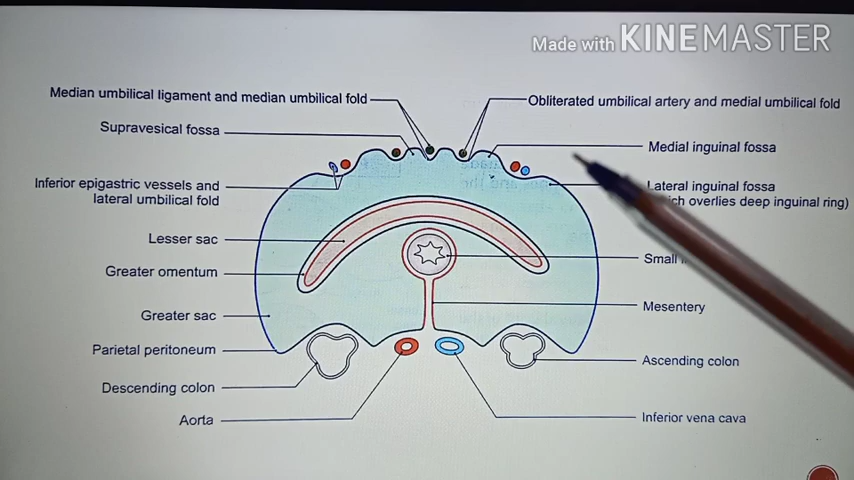 Made with KINEMASTER
Median umbilical ligament and median umbilical fold
Obliterated umbilical artery and medial umbilical fold
Supravesical fossa
Medial inguinal fossa
Inferior epigastric vessels and
lateral umbilical fold
Lateral inguinal fossa
overlies deep inguinal ring)
Lesser sac
Greater omentum
Small
Greater sac
Mesentery
Parietal peritoneum
Ascending colon
Descending colon
Aorta
Inferior vena cava